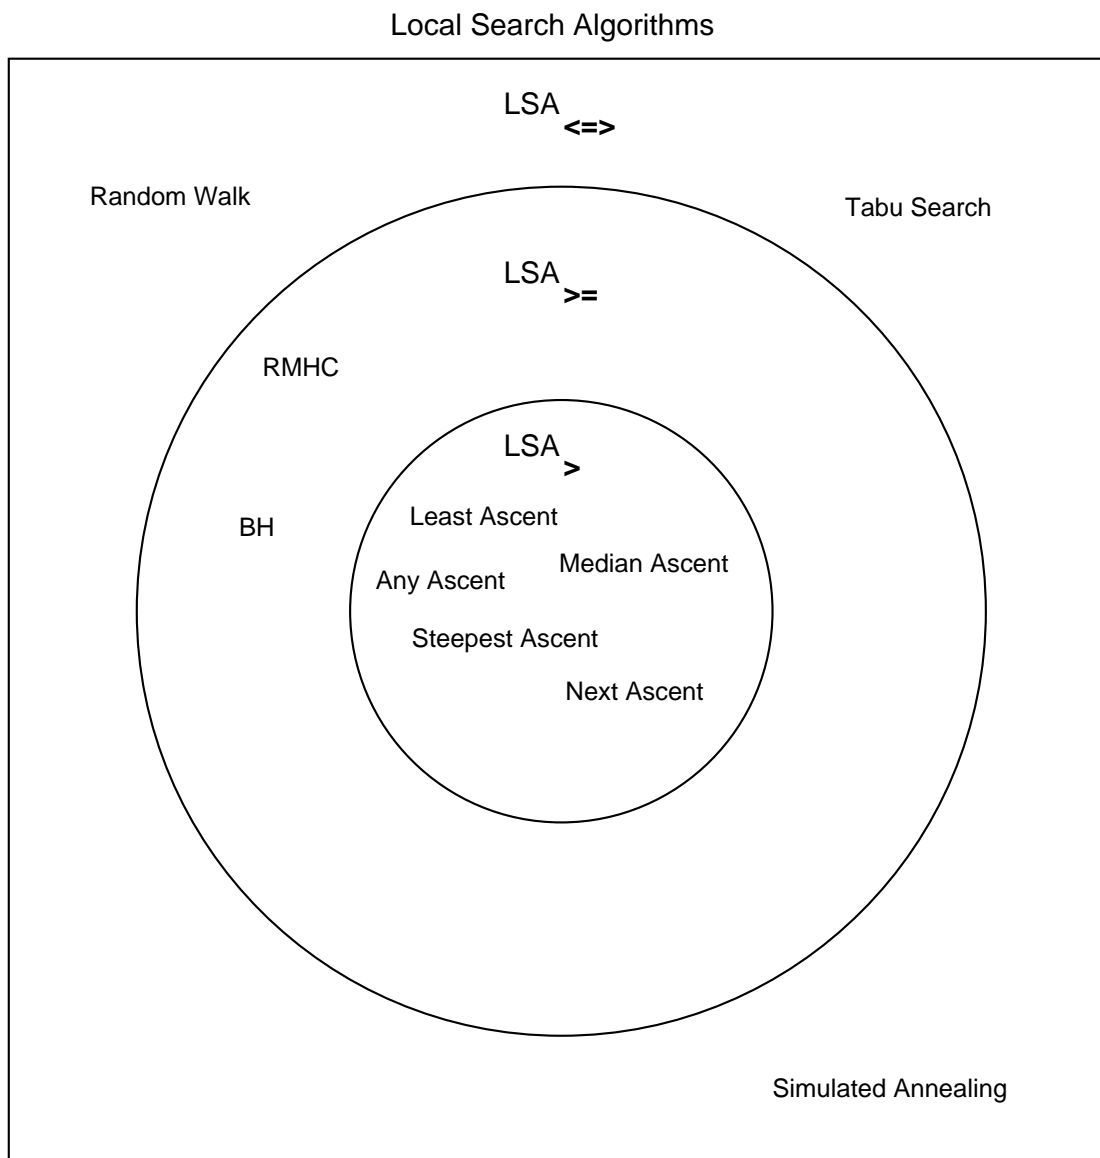 Local Search Algorithms
LSA <=>
Random Walk
Tabu Search
LSA >=
RMHC
LSA >
Least Ascent
BH
Median Ascent
Any Ascent
Steepest Ascent
Next Ascent
Simulated Annealing